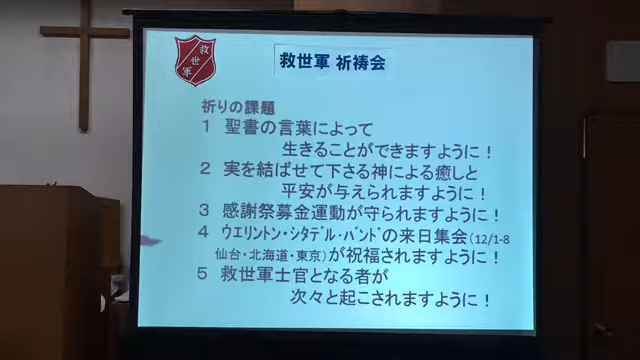 救世軍
救世軍 祈祷会
祈りの課題
1 聖書の言葉によって
生きることができますように！
2 実を結ばせて下さる神による癒しと
平安が与えられますように！
3 感謝祭募金運動が守られますように！
4 ｳｴﾘﾝﾄﾝ・ｼﾀﾃﾞﾙ・ﾊﾞﾝﾄﾞの来日集会（12/1-8
仙台・北海道・東京）が祝福されますように！
5 救世軍士官となる者が
次々と起こされますように！